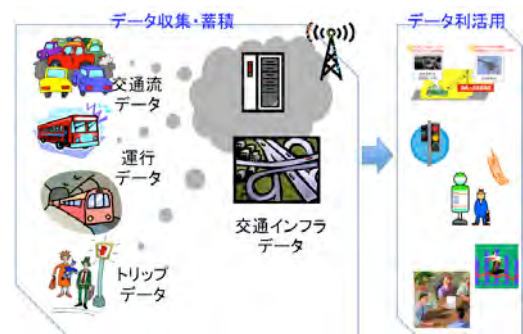 データ収集・蓄積
データ利活用
交通流
データ
運行
データ
交通インフラ
データ
トリップ
データ